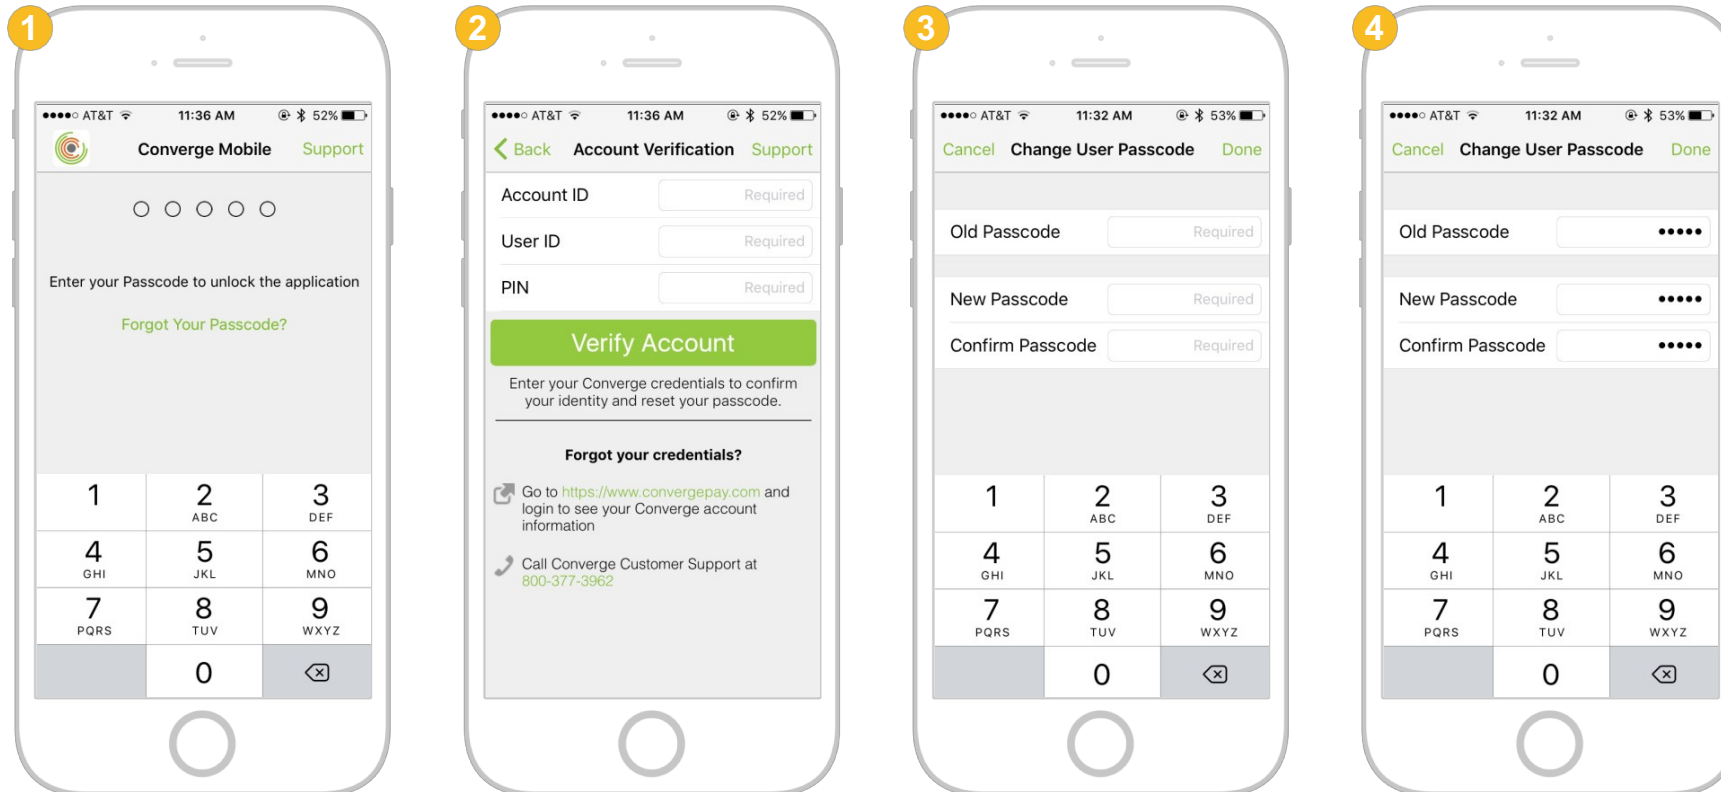 1
AT&T 11:36 AM 52%
Converge Mobile Support
Enter your Passcode to unlock the application
Forgot Your Passcode?
1 2 3
ABC DEF
4 5 6
GHI JKL MNO
7 8 9
PQRS TUV WXYZ
0
2
AT&T 11:36 AM 52%
Back Account Verification Support
Account ID Required
User ID Required
PIN Required
Verify Account
Enter your Converge credentials to confirm
your identity and reset your passcode.
Forgot your credentials?
Go to https://www.convergepay.com and
login to see your Converge account
information
Call Converge Customer Support at
800-377-3962
3
AT&T 11:32 AM 53%
Cancel Change User Passcode Done
Old Passcode Required
New Passcode Required
Confirm Passcode Required
1 2 3
ABC DEF
4 5 6
GHI JKL MNO
7 8 9
PQRS TUV WXYZ
0
4
AT&T 11:32 AM 53%
Cancel Change User Passcode Done
Old Passcode •••••
New Passcode •••••
Confirm Passcode •••••
1 2 3
ABC DEF
4 5 6
GHI JKL MNO
7 8 9
PQRS TUV WXYZ
0